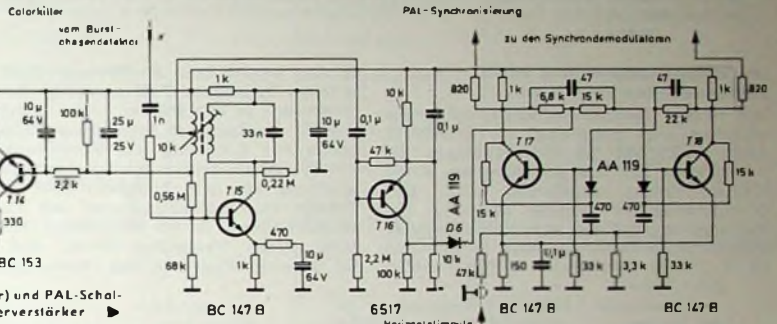 Colorkiller
PAL-Synchronisierung
vom Burst-
phasendetektor
zu den Synchrondemodulatoren
10 µ
64 V
100 k
25 µ
25 V
1 n
10 k
1 k
33 n
10 µ
64 V
0,1 µ
10 k
0,1 µ
820
1 k
47
6,8 k
15 k
47
22 k
1 k
820
T 14
2,2 k
0,56 M
T 15
0,22 M
47 k
T 16
AA 119
T 17
AA 119
T 18
15 k
15 k
330
470
10 µ
64 V
D 6
470
470
68 k
1 k
2,2 M
100 k
10 k
47 k
150
0,1 µ
33 k
3,3 k
33 k
BC 153
BC 147 B
6517
BC 147 B
BC 147 B
r) und PAL-Schal-
erverstärker
Horizontalimpulse